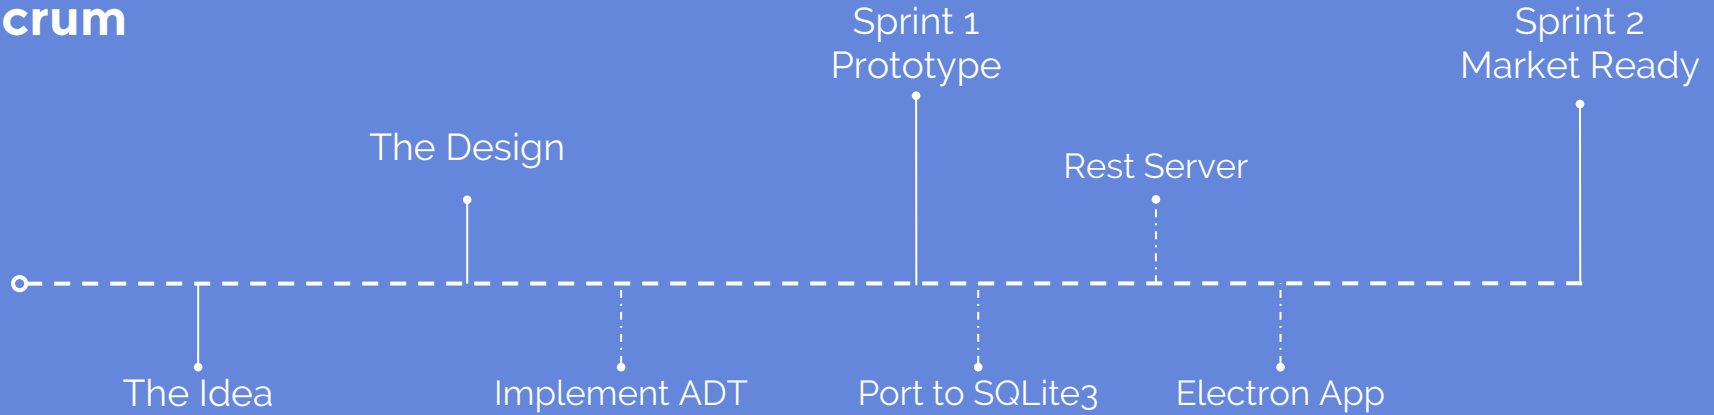 crum
Sprint 1
Prototype
Sprint 2
Market Ready
The Design
Rest Server
The Idea
Implement ADT
Port to SQLite3
Electron App